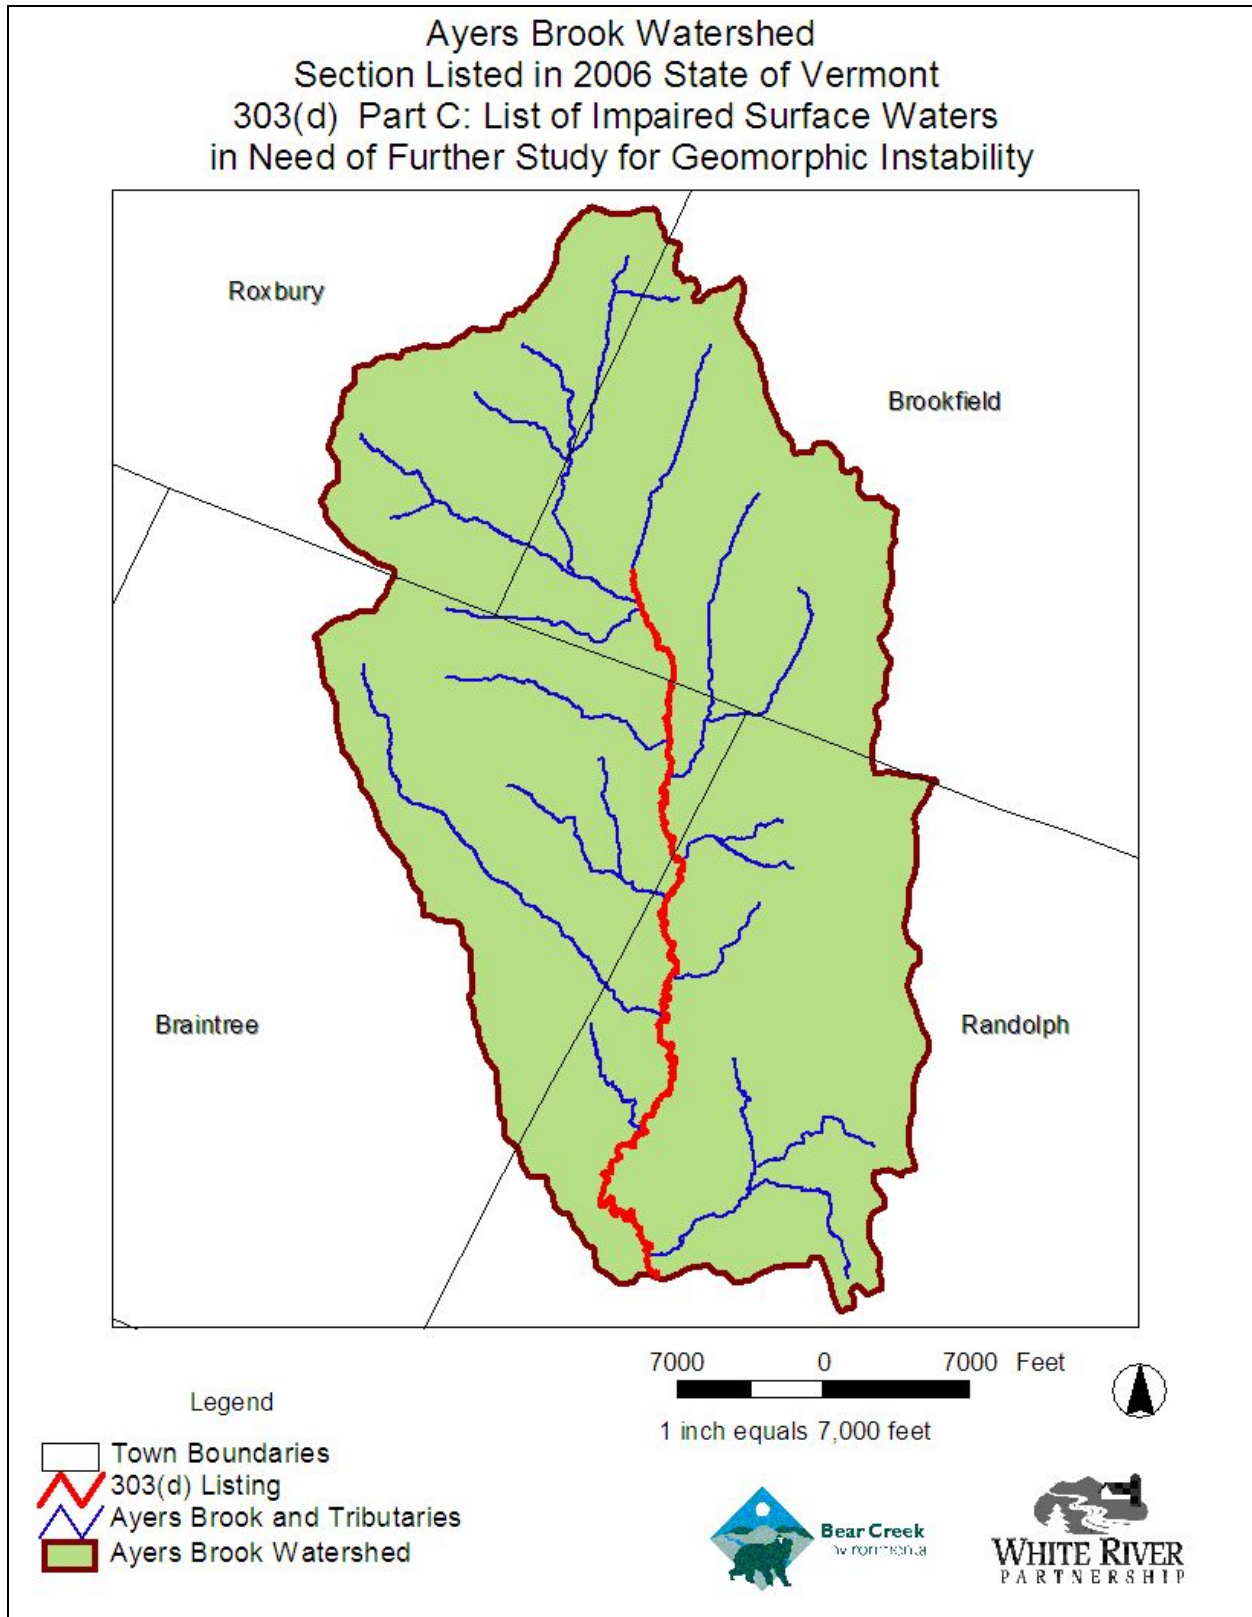 Ayers Brook Watershed
Section Listed in 2006 State of Vermont
303(d) Part C: List of Impaired Surface Waters
in Need of Further Study for Geomorphic Instability
Roxbury
Brookfield
Braintree
Randolph
7000 0 7000 Feet
1 inch equals 7,000 feet
Legend
Town Boundaries
303(d) Listing
Ayers Brook and Tributaries
Ayers Brook Watershed
Bear Creek
Environmental
WHITE RIVER
PARTNERSHIP